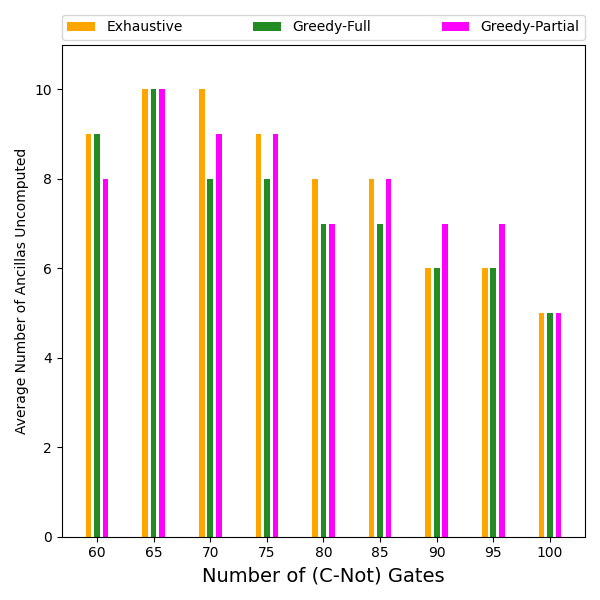 Exhaustive Greedy-Full Greedy-Partial
Average Number of Ancillas Uncomputed
10
8
6
4
2
0
60 65 70 75 80 85 90 95 100
Number of (C-Not) Gates